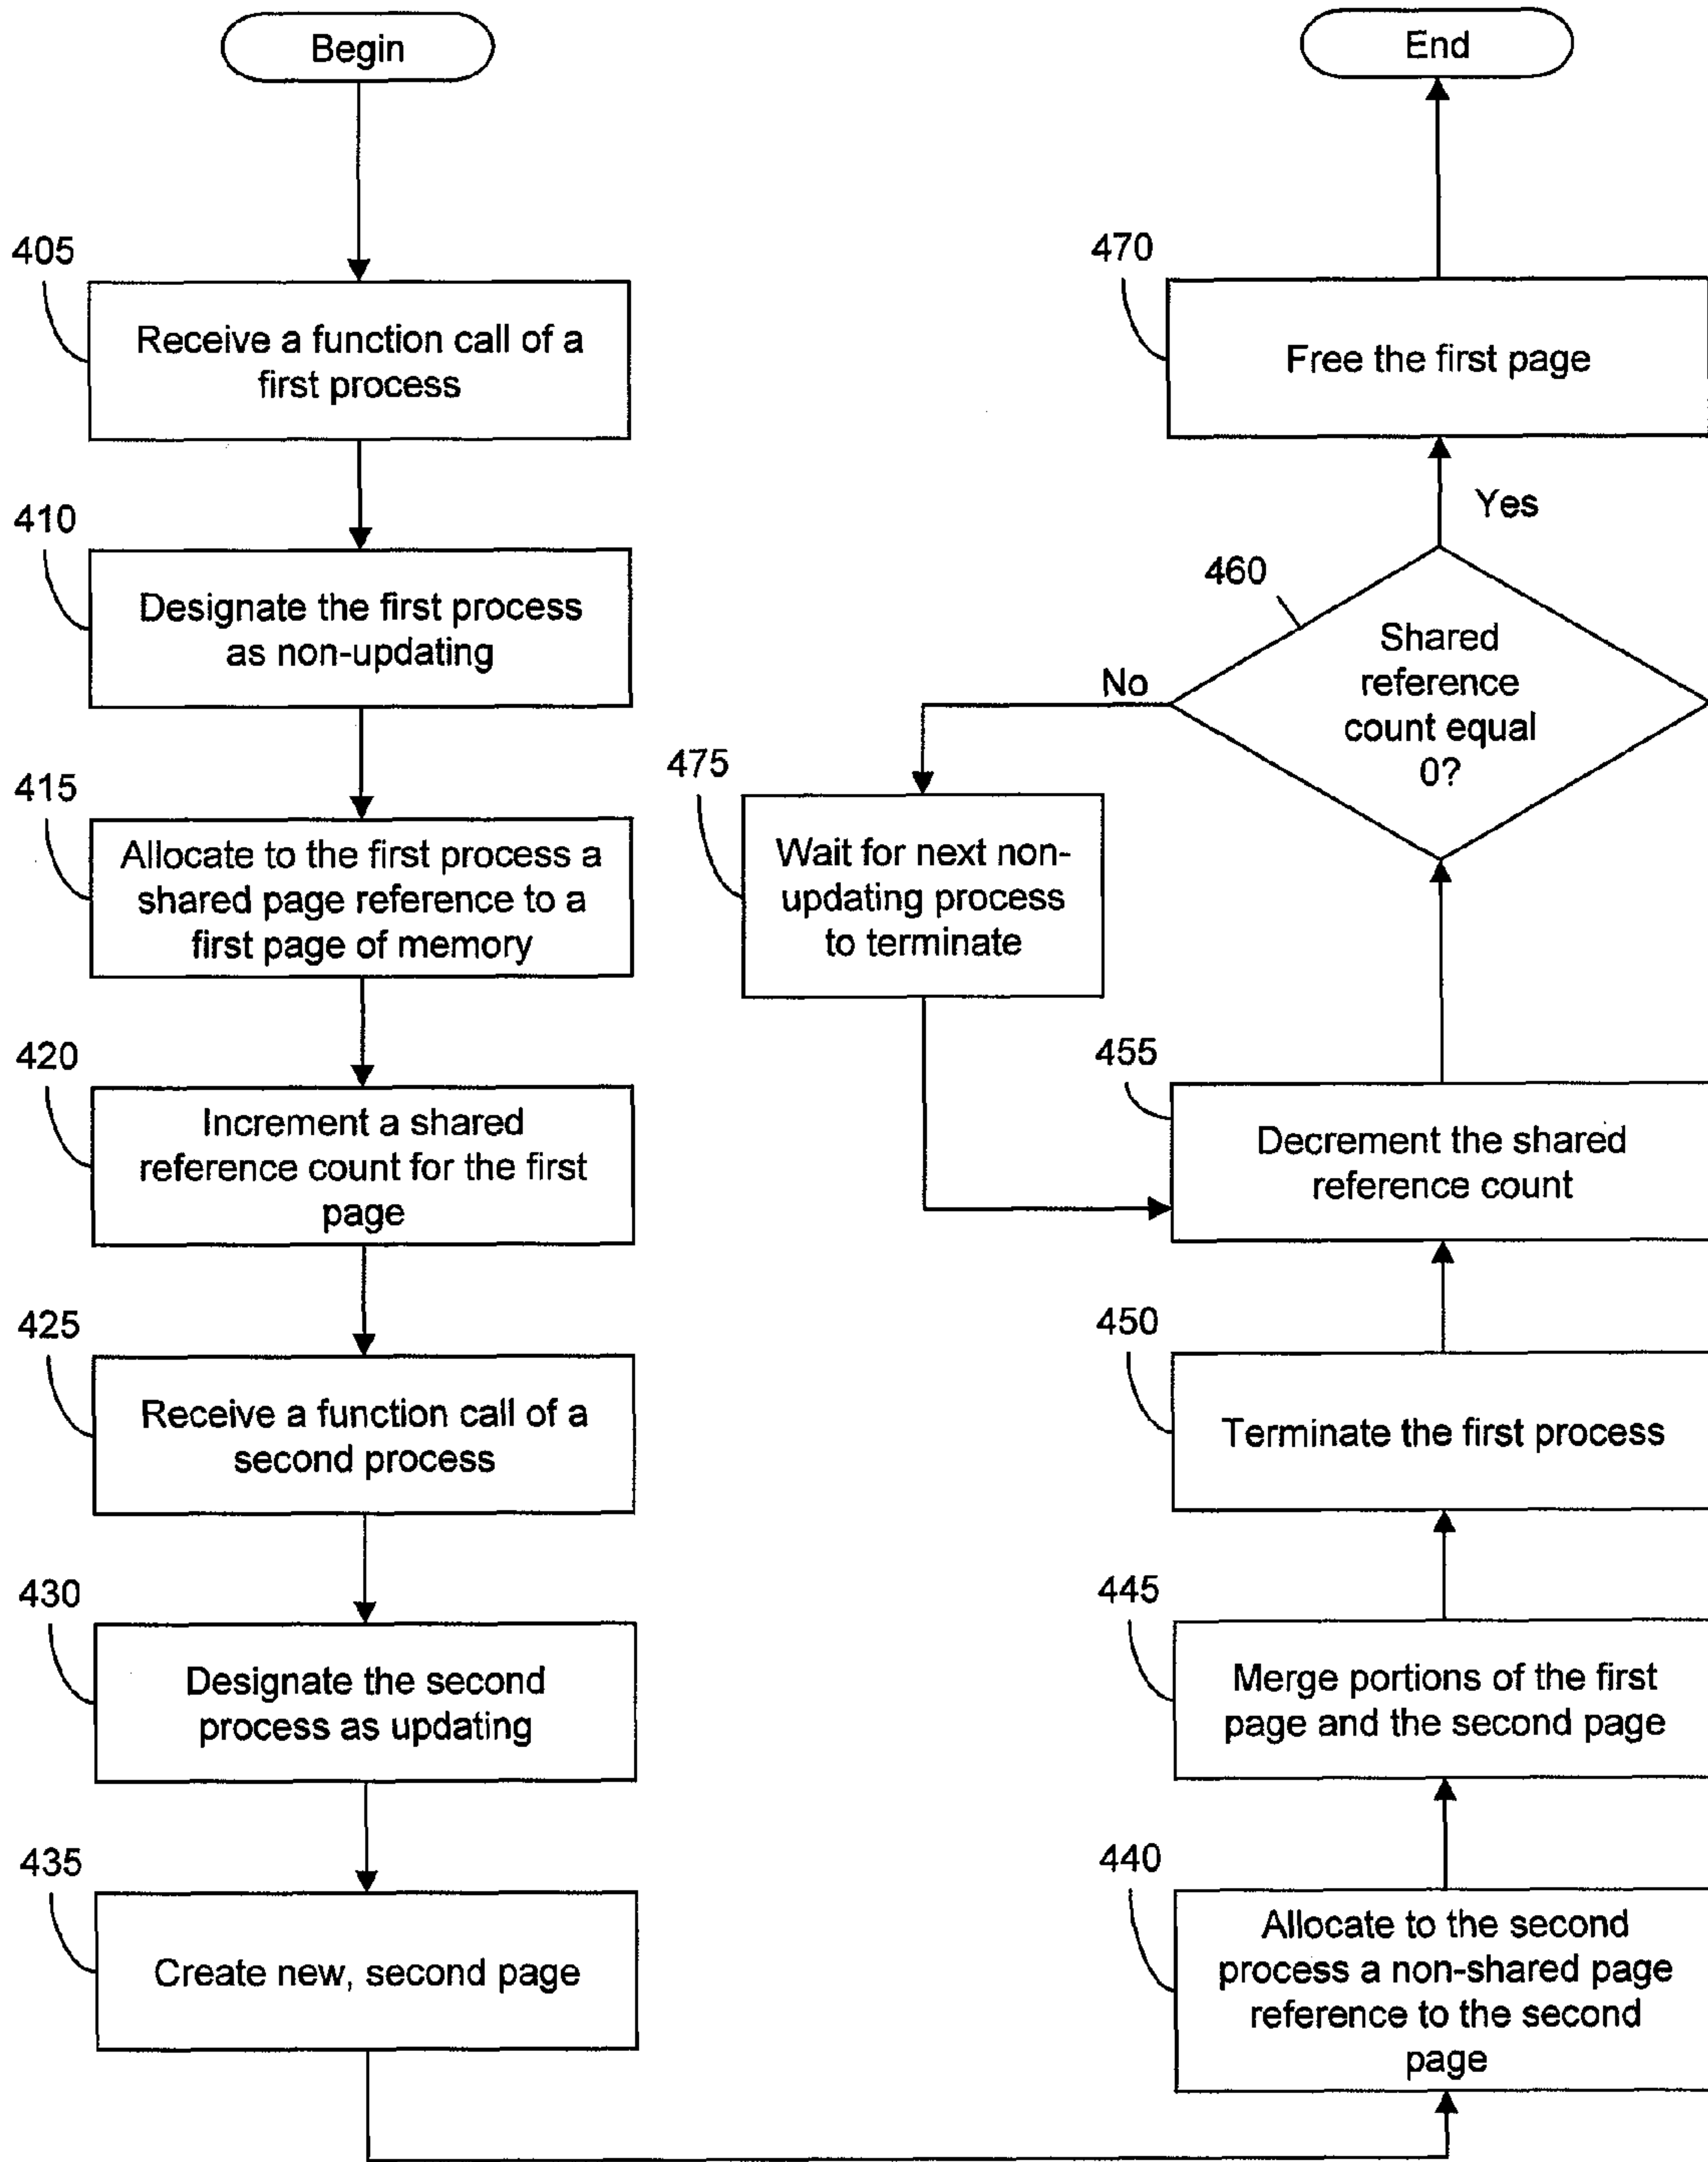 Begin
405
Receive a function call of a
first process
410
Designate the first process
as non-updating
415
Allocate to the first process a
shared page reference to a
first page of memory
420
Increment a shared
reference count for the first
page
425
Receive a function call of a
second process
430
Designate the second
process as updating
435
Create new, second page
End
470
Free the first page
Yes
460
Shared
reference
count equal
0?
No
475
Wait for next non-
updating process
to terminate
455
Decrement the shared
reference count
450
Terminate the first process
445
Merge portions of the first
page and the second page
440
Allocate to the second
process a non-shared page
reference to the second
page